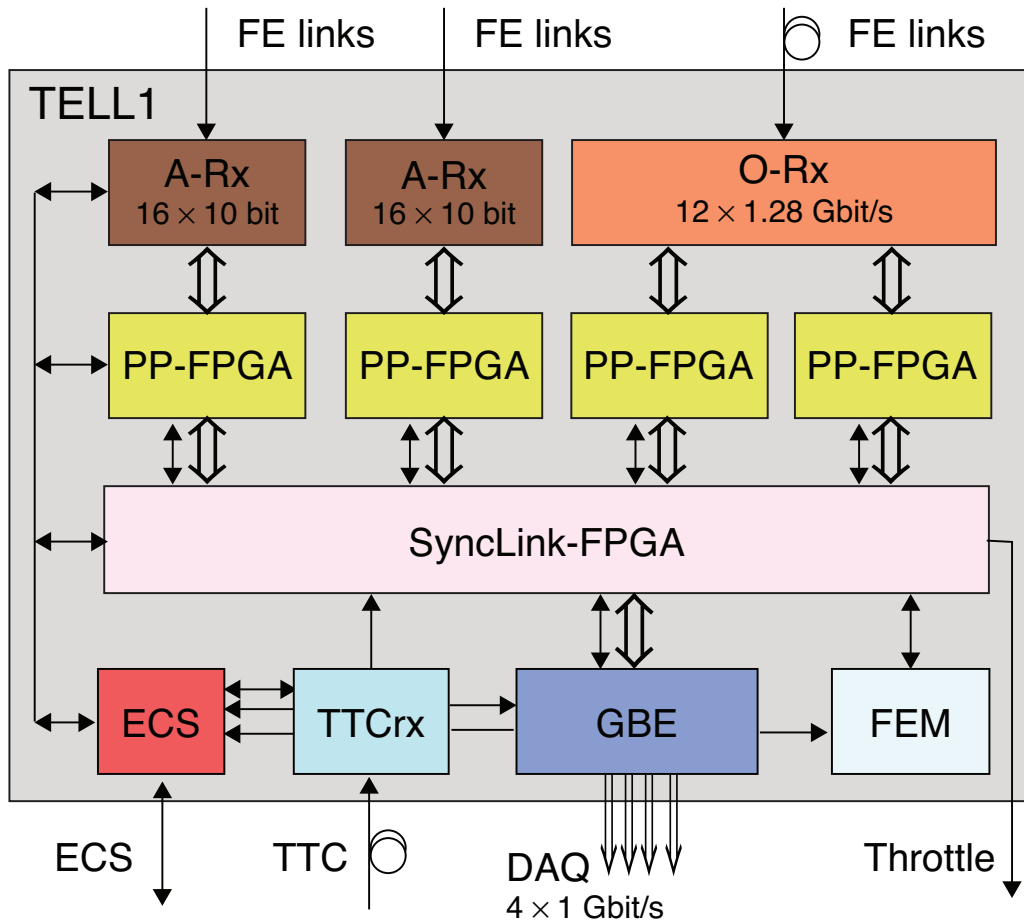 FE links
FE links
FE links
TELL1
A-Rx
16 × 10 bit
A-Rx
16 × 10 bit
O-Rx
12 × 1.28 Gbit/s
PP-FPGA
PP-FPGA
PP-FPGA
PP-FPGA
SyncLink-FPGA
ECS
TTCrx
GBE
FEM
ECS
TTC
DAQ
4 × 1 Gbit/s
Throttle